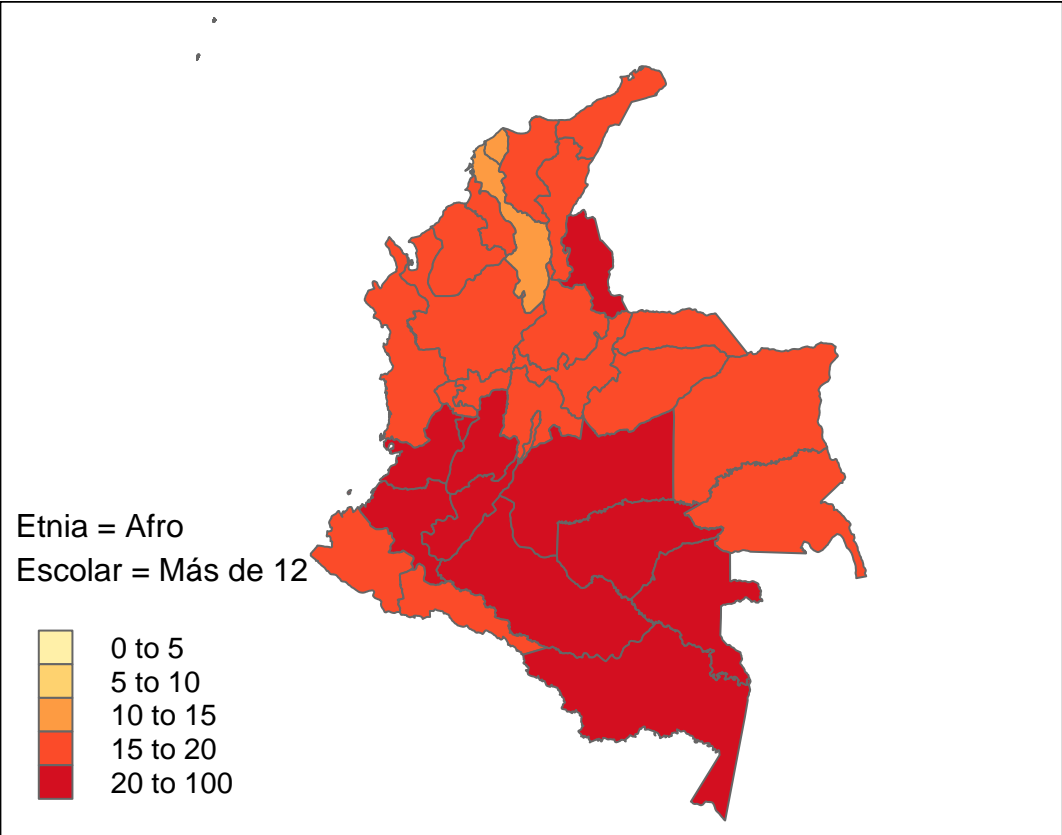 Etnia = Afro
Escolar = Más de 12
0 to 5
5 to 10
10 to 15
15 to 20
20 to 100